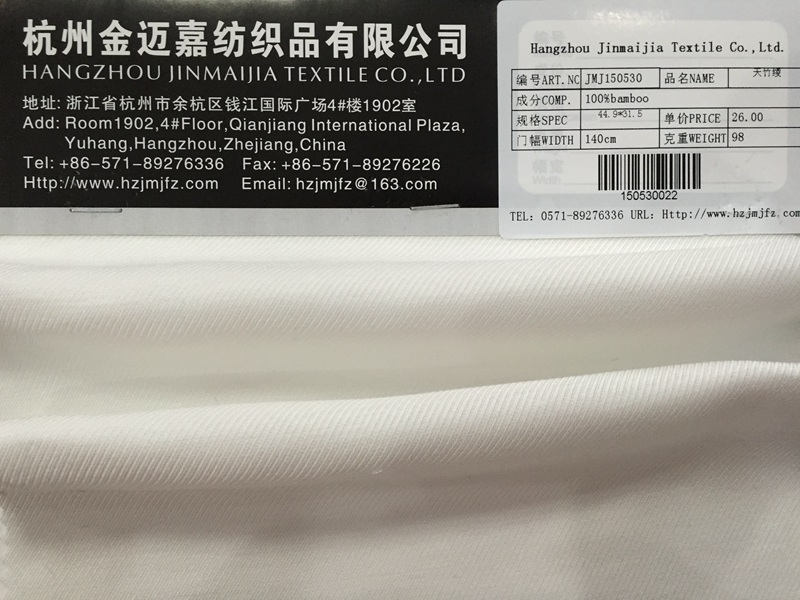 杭州金迈嘉纺织品有限公司
HANGZHOU JINMAIJIA TEXTILE CO.,LTD
地址: 浙江省杭州市余杭区钱江国际广场4#楼1902室
Add: Room1902,4#Floor,Qianjiang International Plaza,
Yuhang,Hangzhou,Zhejiang,China
Tel: +86-571-89276336 Fax: +86-571-89276226
Http://www.hzjmjfz.com Email: hzjmjfz@163.com
Hangzhou Jinmaijia Textile Co.,Ltd.
编号ART.NO JMJ150530 品名NAME 天竹绫
成分COMP. 100%bamboo
规格SPEC 44.9*31.5 单价PRICE 26.00
门幅WIDTH 140cm 克重WEIGHT 98
150530022
TEL: 0571-89276336 URL: Http://www.hzjmjfz.com